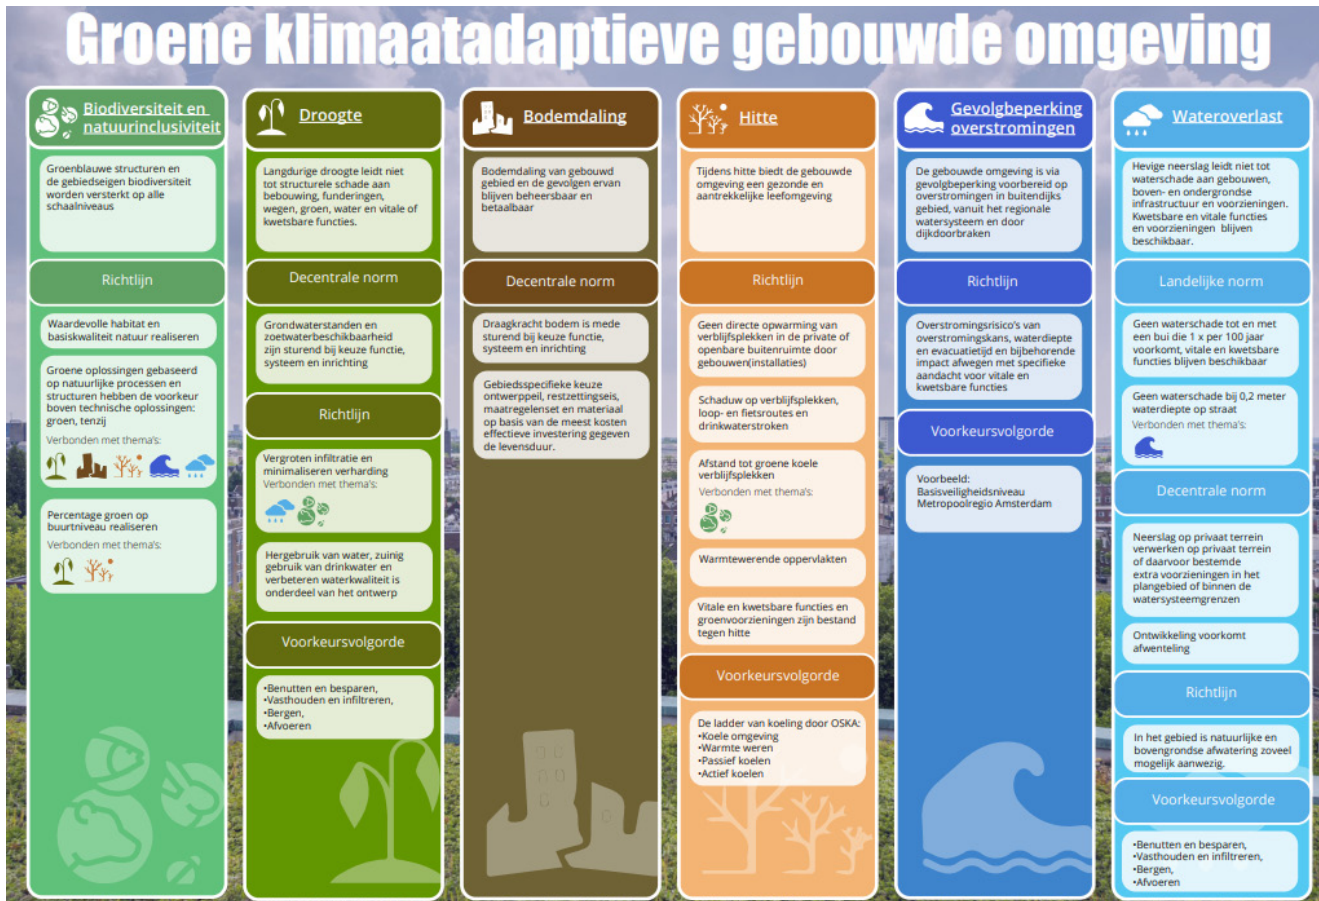 Groene klimaatadaptieve gebouwde omgeving
Biodiversiteit en
natuurinclusiviteit
Groenblauwe structuren en
de gebiedseigen biodiversiteit
worden versterkt op alle
schaalniveaus
Richtlijn
Waardevolle habitat en
basiskwaliteit natuur realiseren
Groene oplossingen gebaseerd
op natuurlijke processen en
structuren hebben de voorkeur
boven technische oplossingen:
groen, tenzij
Verbonden met thema's:
Percentage groen op
buurtniveau realiseren
Verbonden met thema's:
Droogte
Langdurige droogte leidt niet
tot structurele schade aan
bebouwing, funderingen,
wegen, groen, water en vitale of
kwetsbare functies.
Decentrale norm
Grondwaterstanden en
zoetwaterbeschikbaarheid
zijn sturend bij keuze functie,
systeem en inrichting
Richtlijn
Vergroten infiltratie en
minimaliseren verharding
Verbonden met thema's:
Hergebruik van water, zuinig
gebruik van drinkwater en
verbeteren waterkwaliteit is
onderdeel van het ontwerp
Voorkeursvolgorde
•Benutten en besparen,
•Vasthouden en infiltreren,
•Bergen,
•Afvoeren
Bodemdaling
Bodemdaling van gebouwd
gebied en de gevolgen ervan
blijven beheersbaar en
betaalbaar
Decentrale norm
Draagkracht bodem is mede
sturend bij keuze functie,
systeem en inrichting
Gebiedsspecifieke keuze
ontwerppeil, restzettingseis,
maatregelenset en materiaal
op basis van de meest kosten
effectieve investering gegeven
de levensduur.
Hitte
Tijdens hitte biedt de gebouwde
omgeving een gezonde en
aantrekkelijke leefomgeving
Richtlijn
Geen directe opwarming van
verblijfsplekken in de private of
openbare buitenruimte door
gebouwen(installaties)
Schaduw op verblijfsplekken,
loop- en fietsroutes en
drinkwaterstroken
Afstand tot groene koele
verblijfsplekken
Verbonden met thema's:
Warmtewerende oppervlakten
Vitale en kwetsbare functies en
groenvoorzieningen zijn bestand
tegen hitte
Voorkeursvolgorde
De ladder van koeling door OSKA:
•Koele omgeving
•Warmte weren
•Passief koelen
•Actief koelen
Gevolgbeperking
overstromingen
De gebouwde omgeving is via
gevolgbeperking voorbereid op
overstromingen in buitendijks
gebied, vanuit het regionale
watersysteem en door
dijkdoorbraken
Richtlijn
Overstromingsrisico's van
overstromingskans, waterdiepte
en evacuatietijd en bijbehorende
impact afwegen met specifieke
aandacht voor vitale en
kwetsbare functies
Voorkeursvolgorde
Voorbeeld:
Basisveiligheidsniveau
Metropoolregio Amsterdam
Wateroverlast
Hevige neerslag leidt niet tot
waterschade aan gebouwen,
boven- en ondergrondse
infrastructuur en voorzieningen.
Kwetsbare en vitale functies
en voorzieningen blijven
beschikbaar.
Landelijke norm
Geen waterschade tot en met
een bui die 1 x per 100 jaar
voorkomt, vitale en kwetsbare
functies blijven beschikbaar
Geen waterschade bij 0,2 meter
waterdiepte op straat
Verbonden met thema's:
Decentrale norm
Neerslag op privaat terrein
verwerken op privaat terrein
of daarvoor bestemde
extra voorzieningen in het
plangebied of binnen de
watersysteemgrenzen
Ontwikkeling voorkomt
afwenteling
Richtlijn
In het gebied is natuurlijke en
bovengrondse afwatering zoveel
mogelijk aanwezig.
Voorkeursvolgorde
•Benutten en besparen,
•Vasthouden en infiltreren,
•Bergen,
•Afvoeren